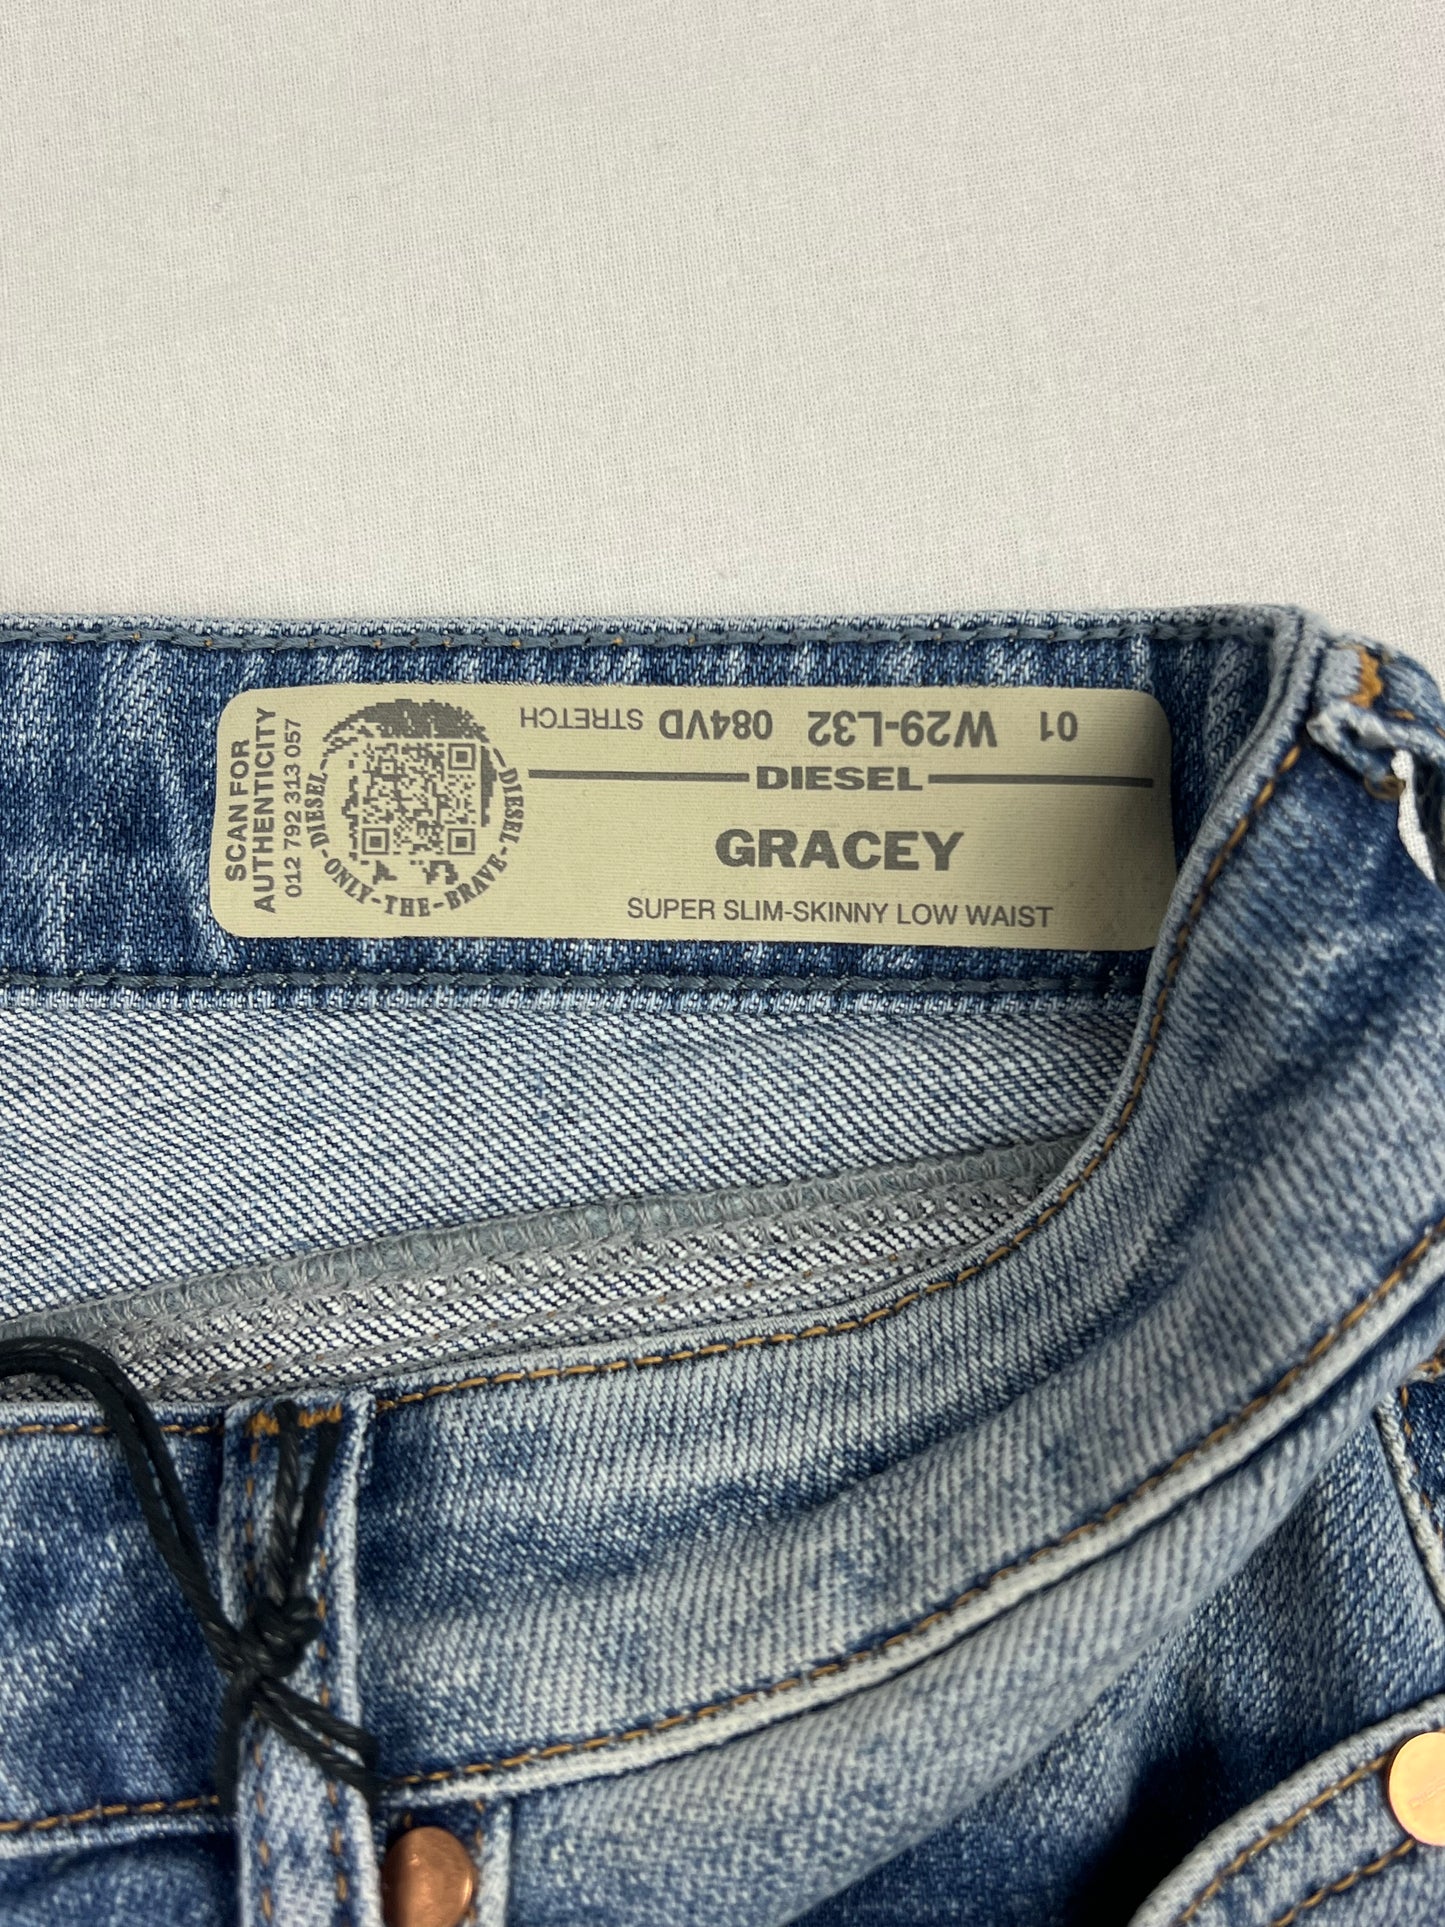 SCAN FOR
AUTHENTICITY
012 792 313 057
DIESEL-ONLY-THE-BRAVE-DIESEL
01 W29-L32 084VD STRETCH
DIESEL
GRACEY
SUPER SLIM-SKINNY LOW WAIST